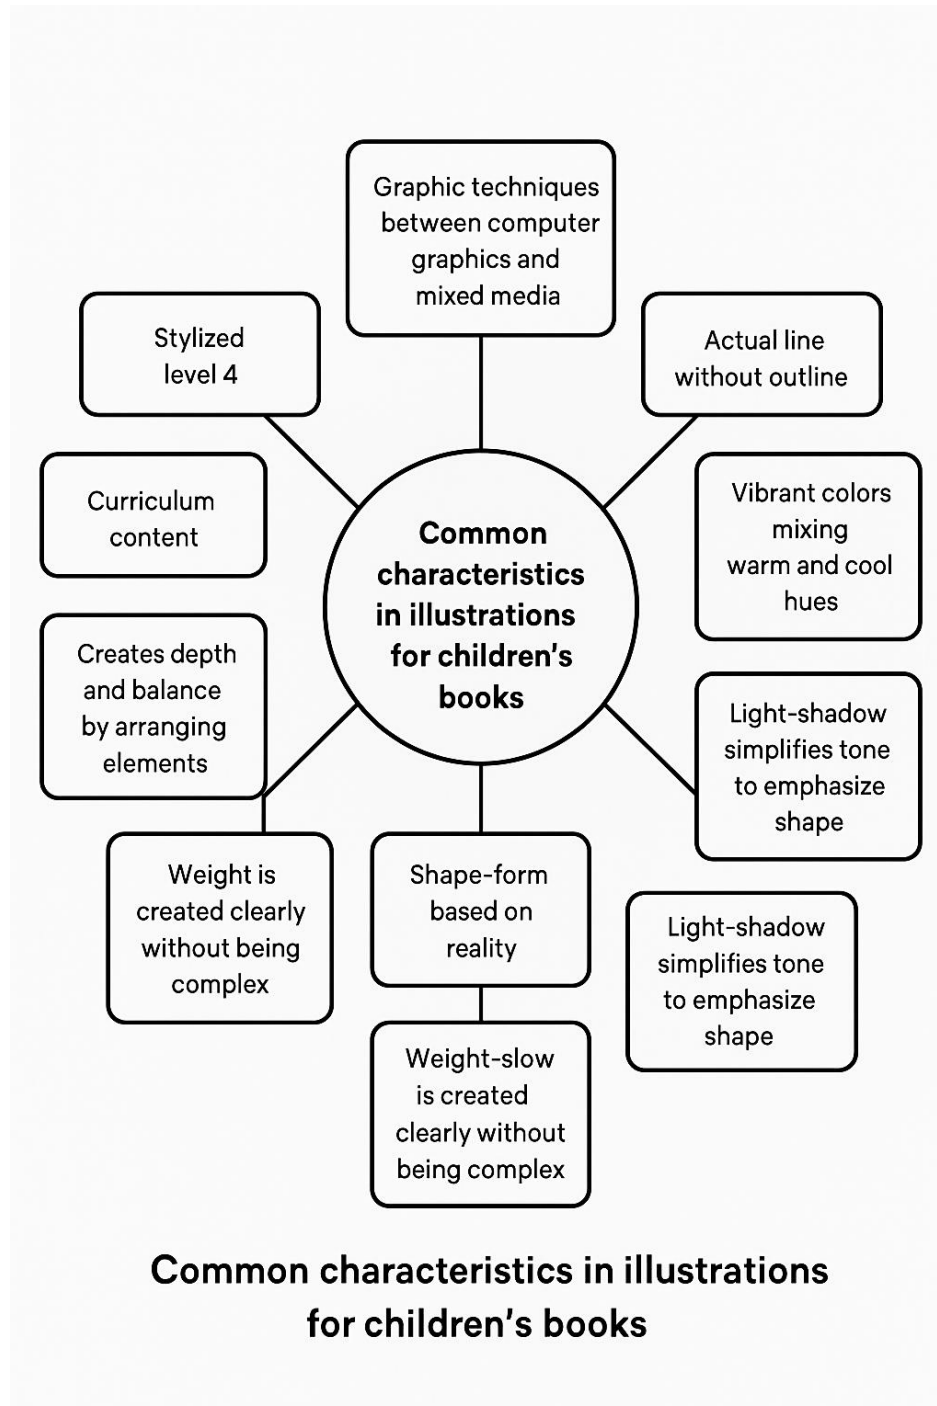 Graphic techniques
between computer
graphics and
mixed media
Stylized
level 4
Actual line
without outline
Curriculum
content
Vibrant colors
mixing
warm and cool
hues
Common
characteristics
in illustrations
for children's
books
Creates depth
and balance
by arranging
elements
Light-shadow
simplifies tone
to emphasize
shape
Weight is
created clearly
without being
complex
Shape-form
based on
reality
Light-shadow
simplifies tone
to emphasize
shape
Weight-slow
is created
clearly without
being complex
Common characteristics in illustrations
for children's books